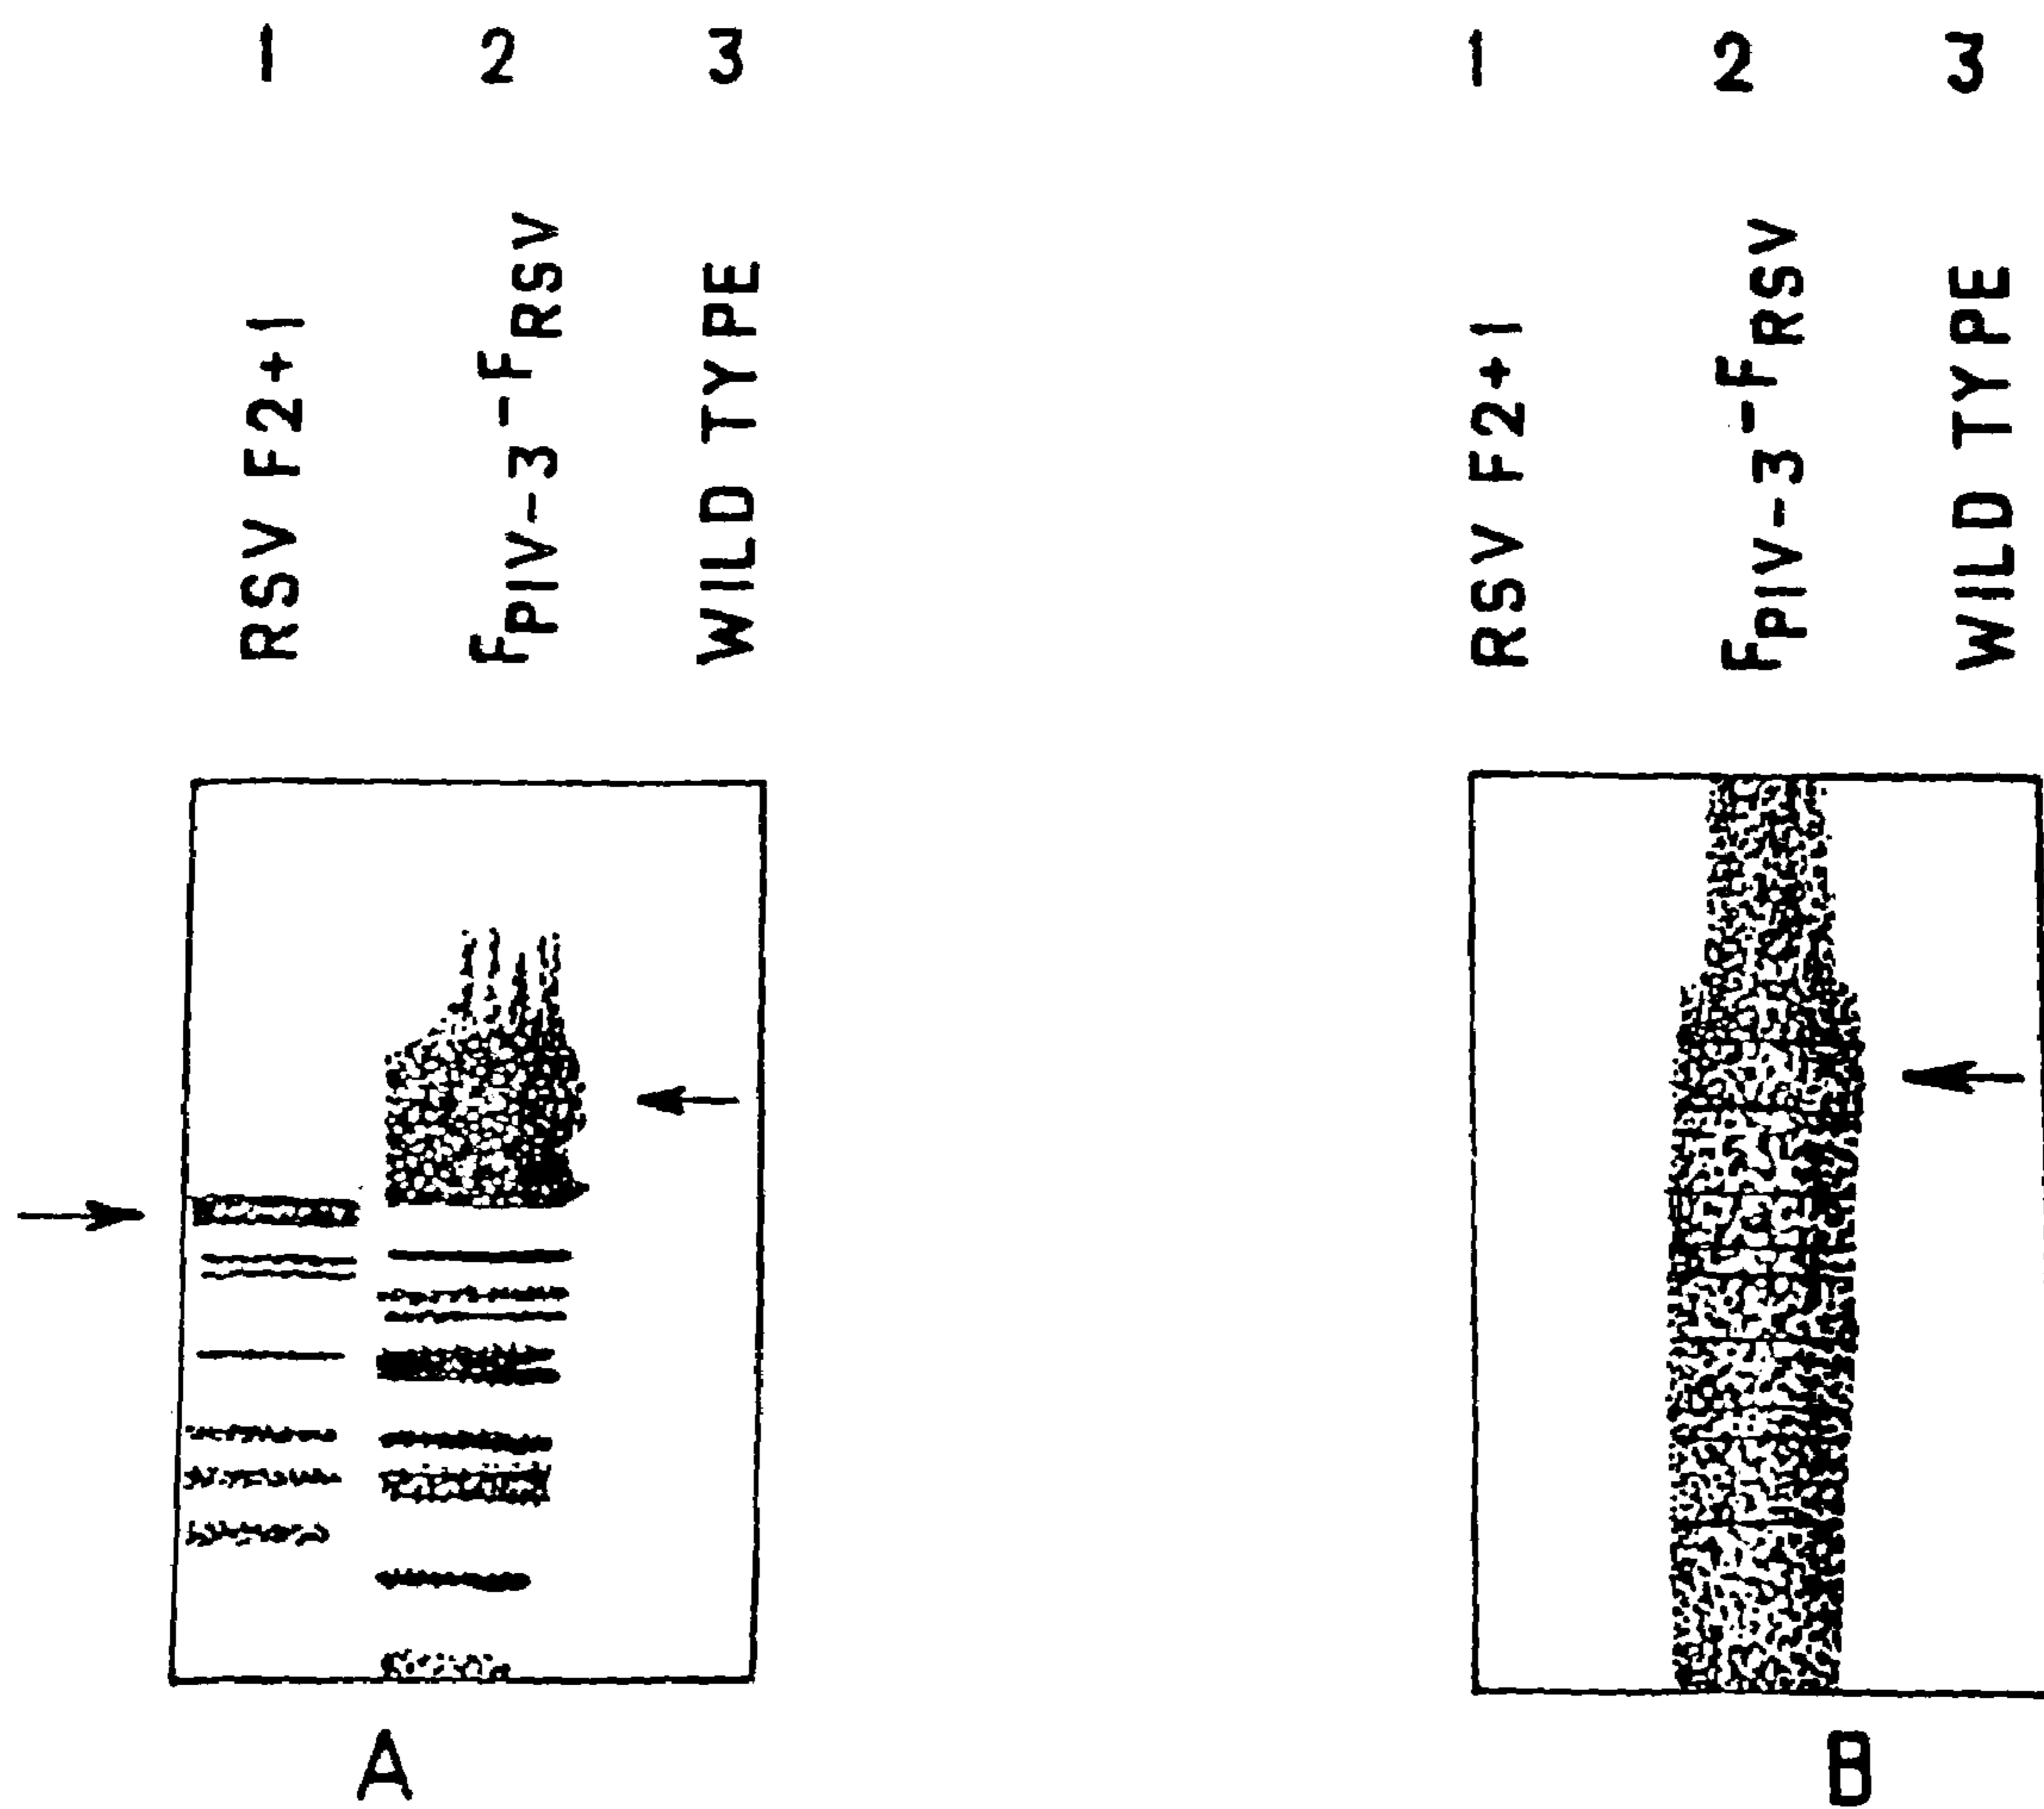 1 2 3
RSV F2+1
FPIV-3-FRSV
WILD TYPE
A
1 2 3
RSV F2+1
FPIV-3-FRSV
WILD TYPE
B